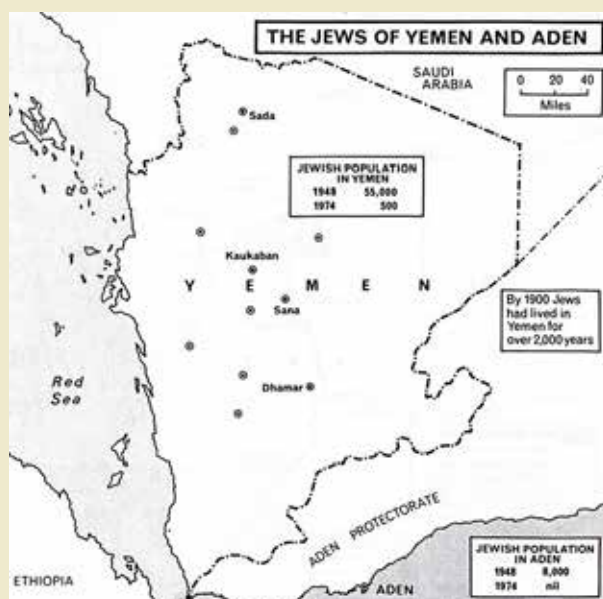 THE JEWS OF YEMEN AND ADEN
SAUDI
ARABIA
0 20 40
Miles
Sada
JEWISH POPULATION
IN YEMEN
1948 55,000
1974 500
Kaukaban
Y E M E N
Sana
By 1900 Jews
had lived in
Yemen for
over 2,000 years
Red
Sea
Dhamar
ADEN PROTECTORATE
JEWISH POPULATION
IN ADEN
1948 8,000
1974 nil
ETHIOPIA
ADEN